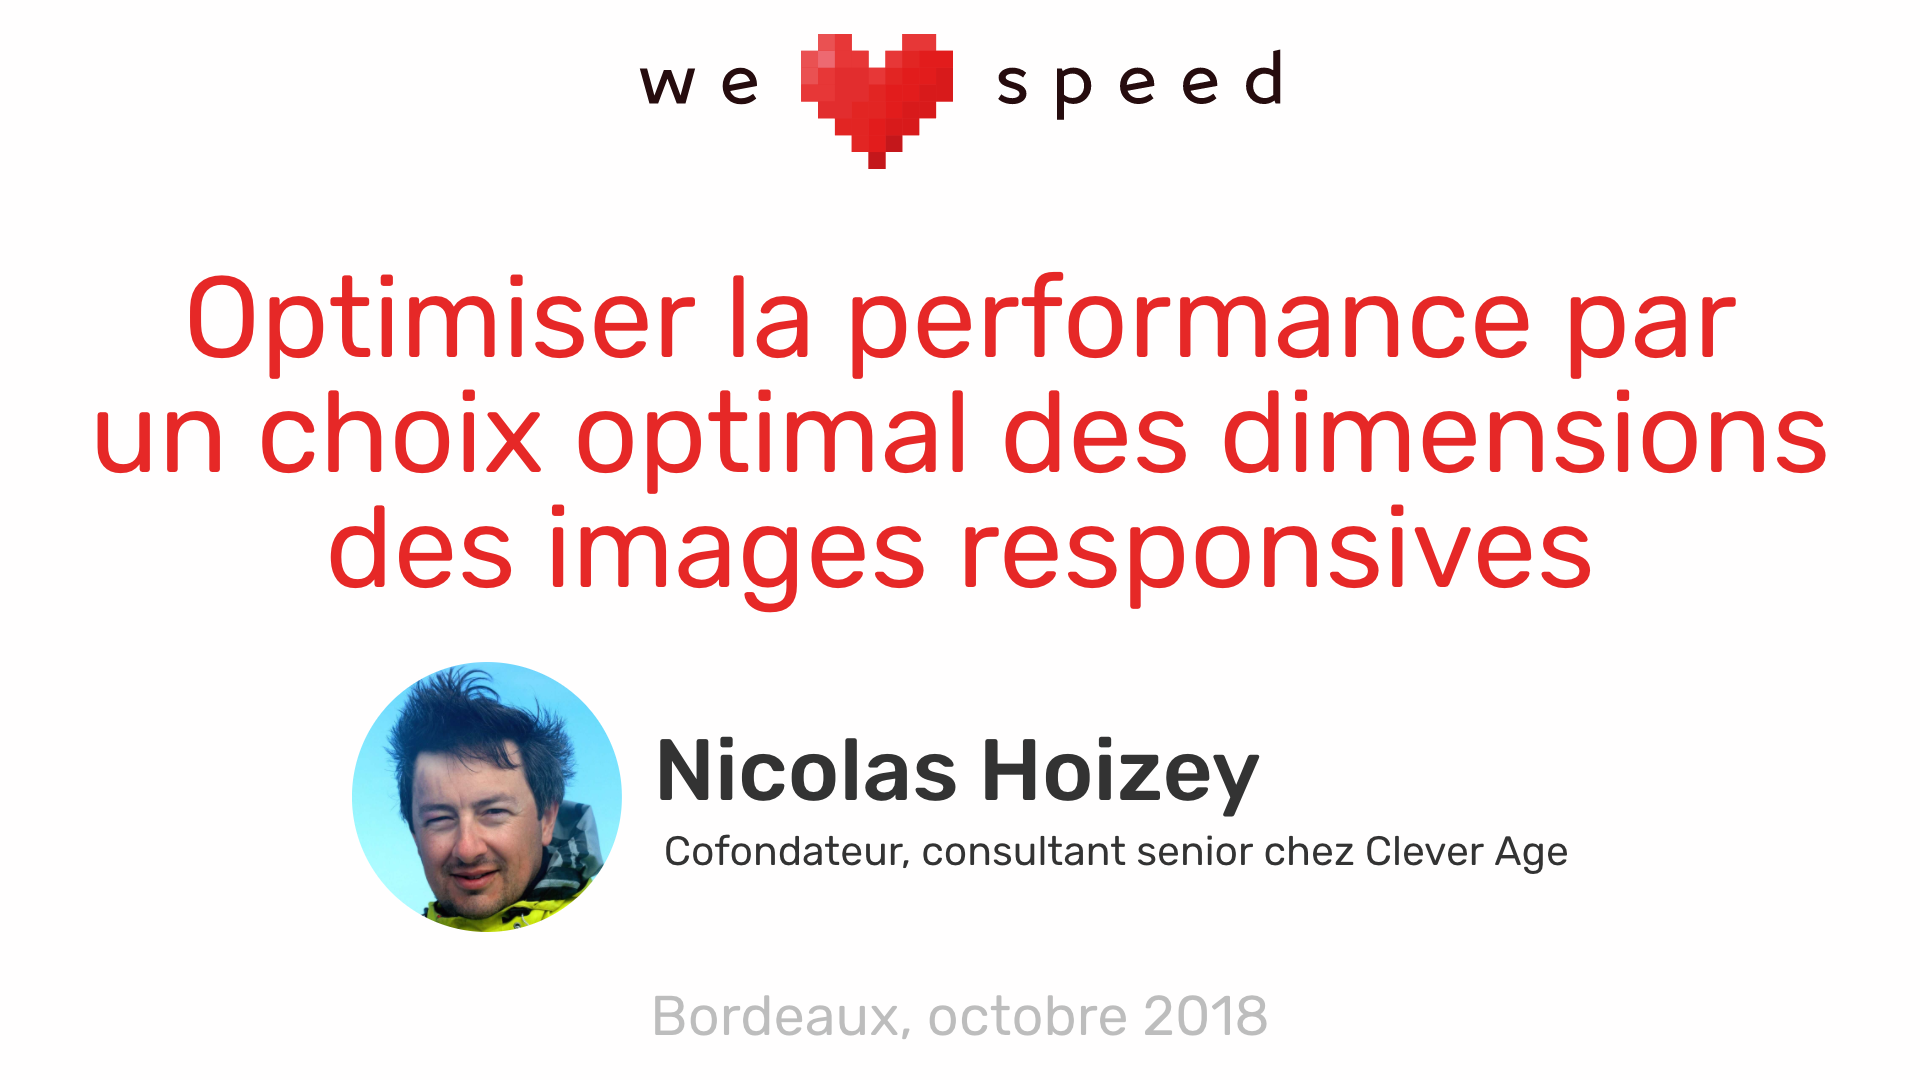 we speed
Optimiser la performance par
un choix optimal des dimensions
des images responsives
Nicolas Hoizey
Cofondateur, consultant senior chez Clever Age
Bordeaux, octobre 2018